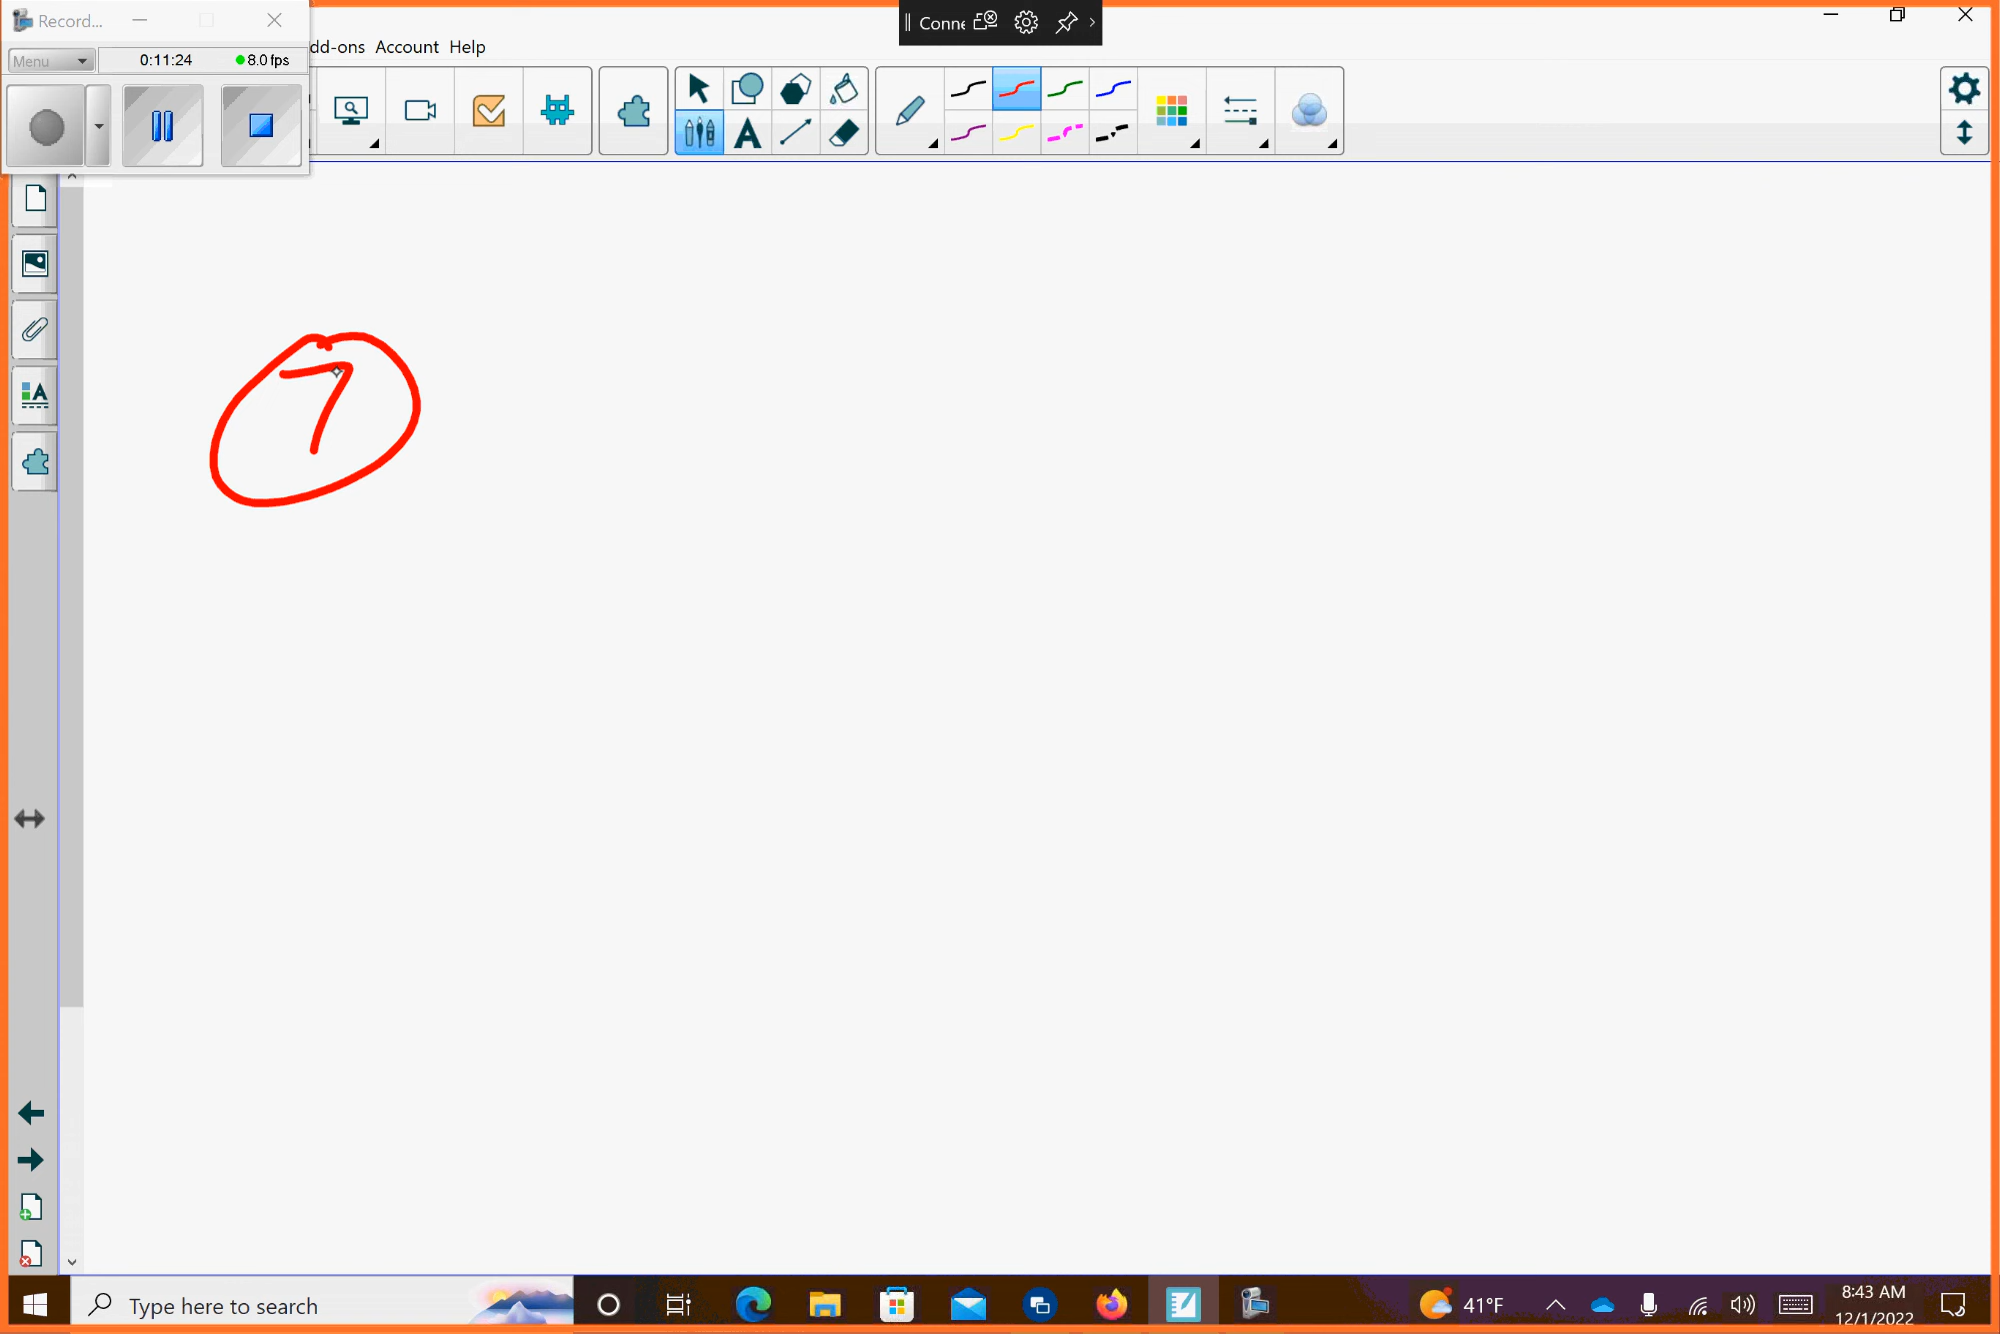 Record...
Conne
Menu
0:11:24
8.0 fps
dd-ons Account Help
7
Type here to search
41°F
8:43 AM
12/1/2022